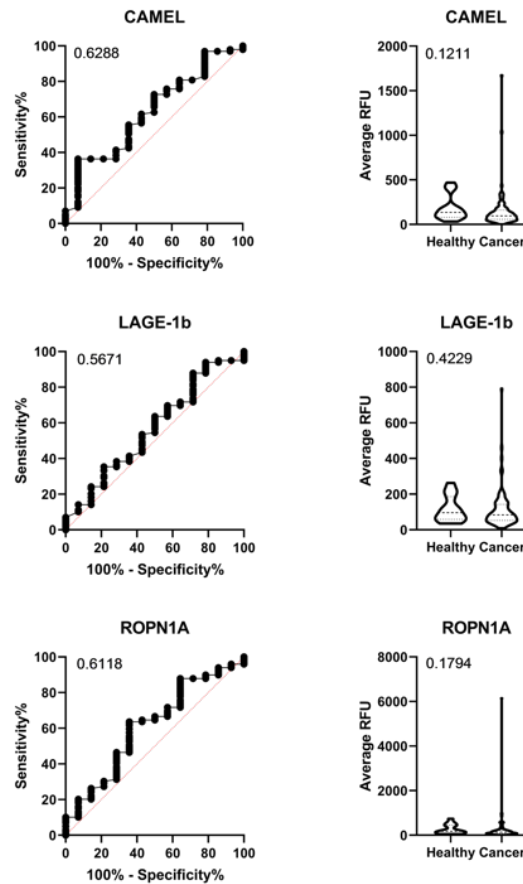 CAMEL
0.6288
100
80
60
40
20
0
Sensitivity%
0 20 40 60 80 100
100% - Specificity%
CAMEL
0.1211
2000
1500
1000
500
0
Average RFU
Healthy Cancer
LAGE-1b
0.5671
100
80
60
40
20
0
Sensitivity%
0 20 40 60 80 100
100% - Specificity%
LAGE-1b
0.4229
1000
800
600
400
200
0
Average RFU
Healthy Cancer
ROPN1A
0.6118
100
80
60
40
20
0
Sensitivity%
0 20 40 60 80 100
100% - Specificity%
ROPN1A
0.1794
8000
6000
4000
2000
0
Average RFU
Healthy Cancer